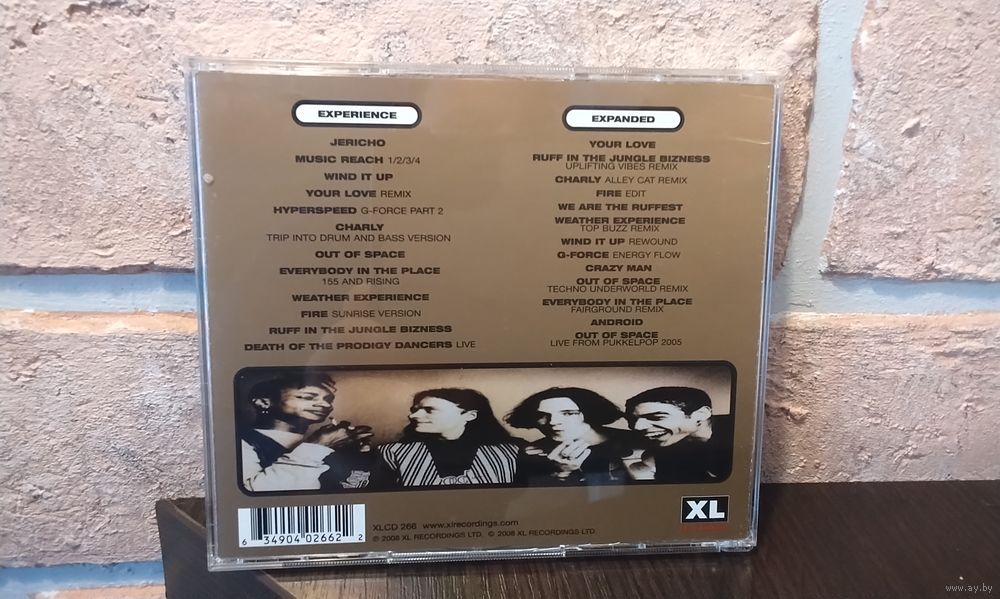 EXPERIENCE
JERICHO
MUSIC REACH 1/2/3/4
WIND IT UP
YOUR LOVE REMIX
HYPERSPEED G-FORCE PART 2
CHARLY
TRIP INTO DRUM AND BASS VERSION
OUT OF SPACE
EVERYBODY IN THE PLACE
155 AND RISING
WEATHER EXPERIENCE
FIRE SUNRISE VERSION
RUFF IN THE JUNGLE BIZNESS
DEATH OF THE PRODIGY DANCERS LIVE
EXPANDED
YOUR LOVE
RUFF IN THE JUNGLE BIZNESS
UPLIFTING VIBES REMIX
CHARLY ALLEY CAT REMIX
FIRE EDIT
WE ARE THE RUFFEST
WEATHER EXPERIENCE
TOP BUZZ REMIX
WIND IT UP REWOUND
G-FORCE ENERGY FLOW
CRAZY MAN
OUT OF SPACE
TECHNO UNDERWORLD REMIX
EVERYBODY IN THE PLACE
FAIRGROUND REMIX
ANDROID
OUT OF SPACE
LIVE FROM PUKKELPOP 2005
XL
6 34904 02662 2
XLCD 266 www.xlrecordings.com
℗ 2008 XL RECORDINGS LTD. © 2008 XL RECORDINGS LTD
www.ay.by